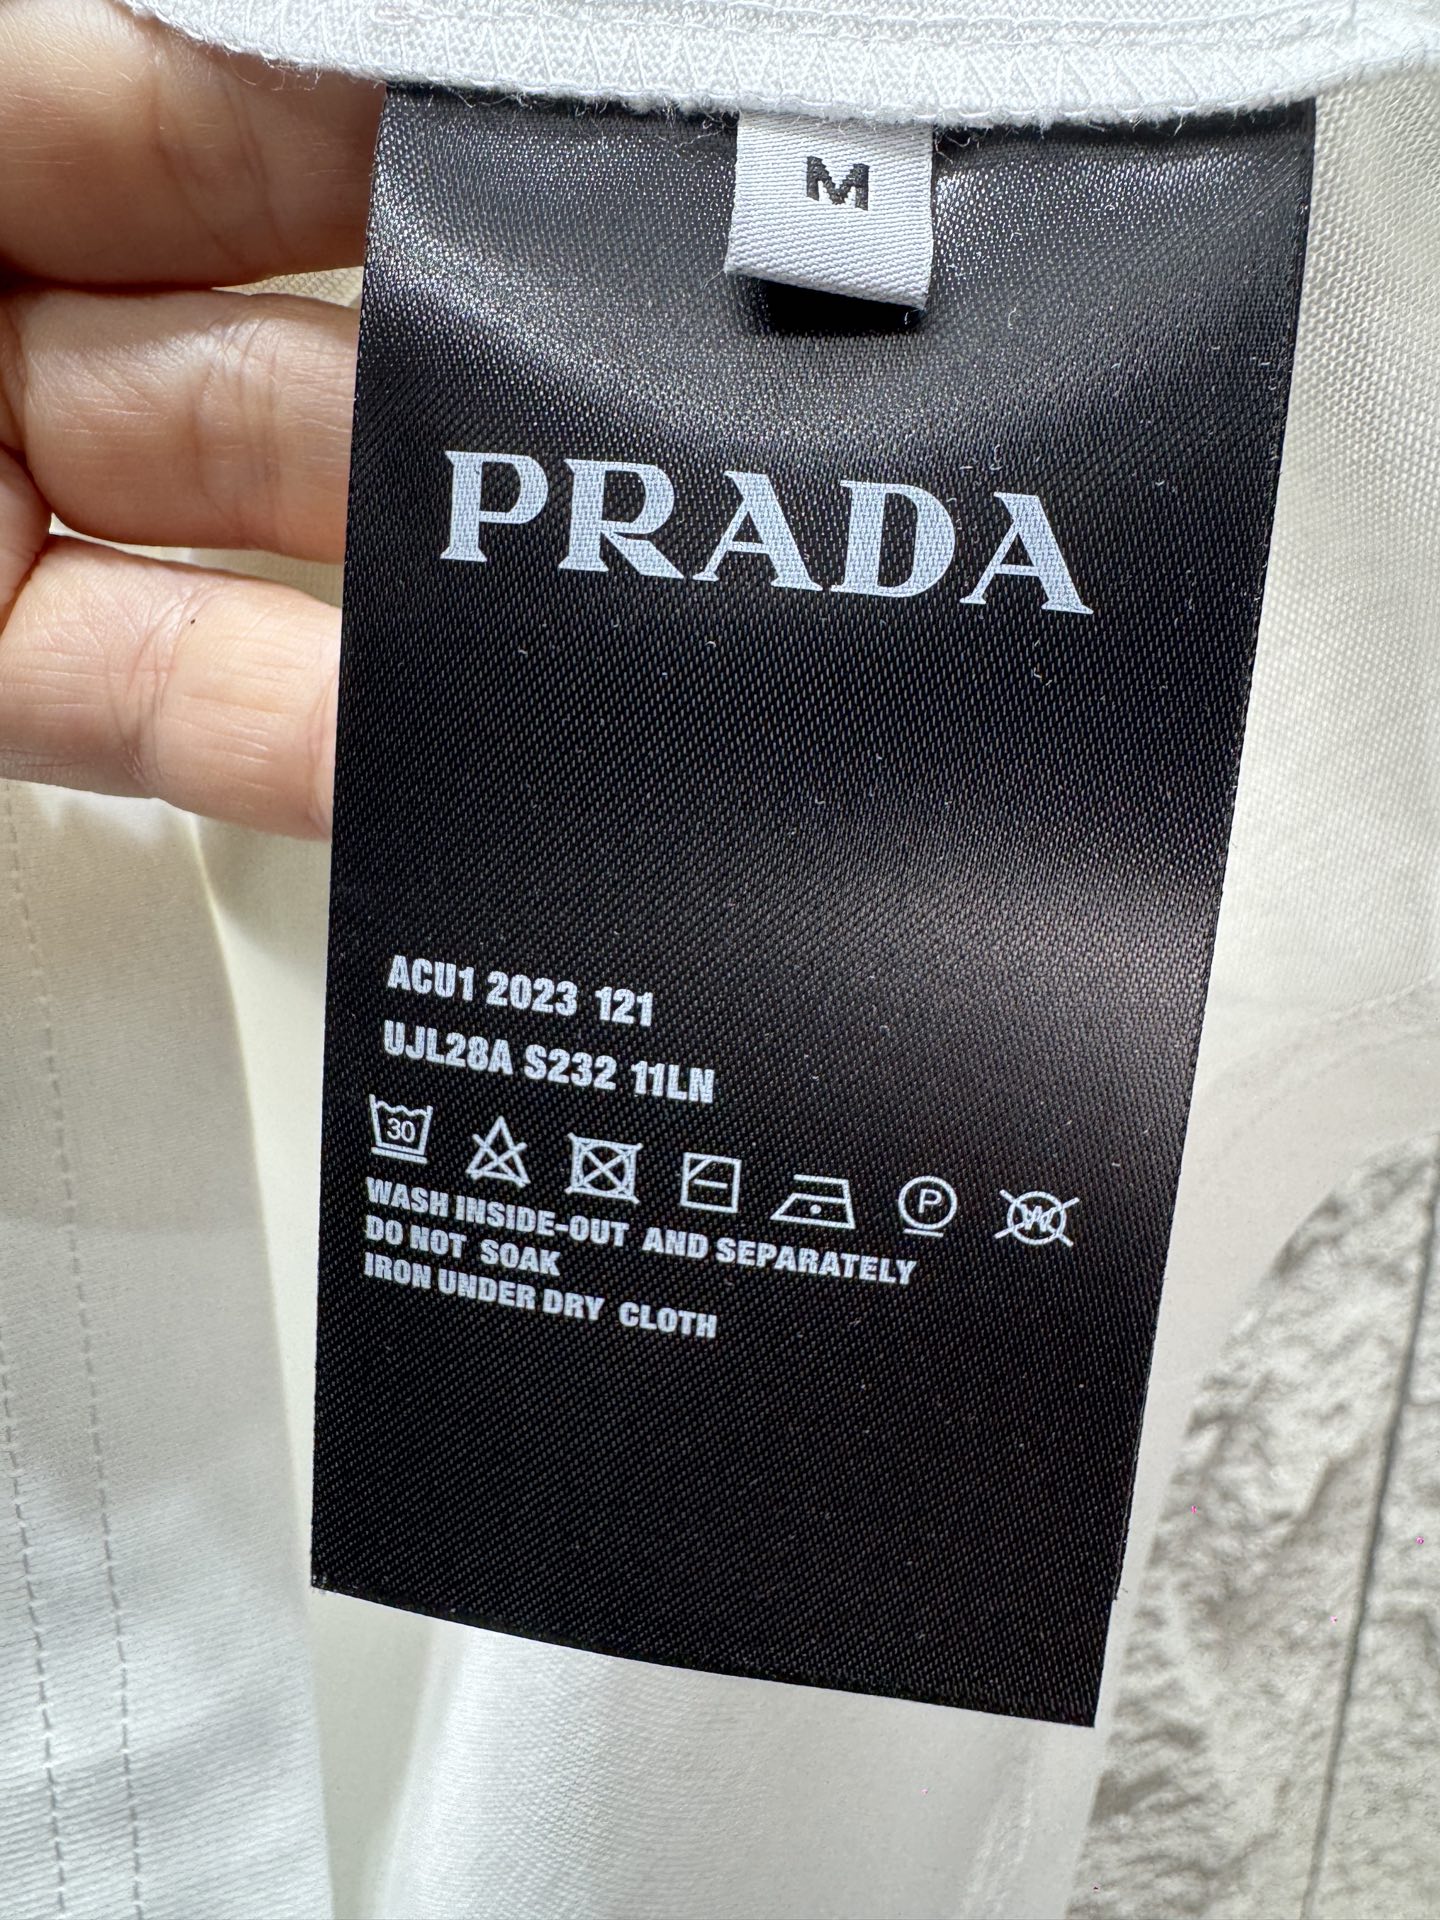 M
PRADA
ACU1 2023 121
UJL28A S232 11LN
30
P
W
WASH INSIDE-OUT AND SEPARATELY
DO NOT SOAK
IRON UNDER DRY CLOTH